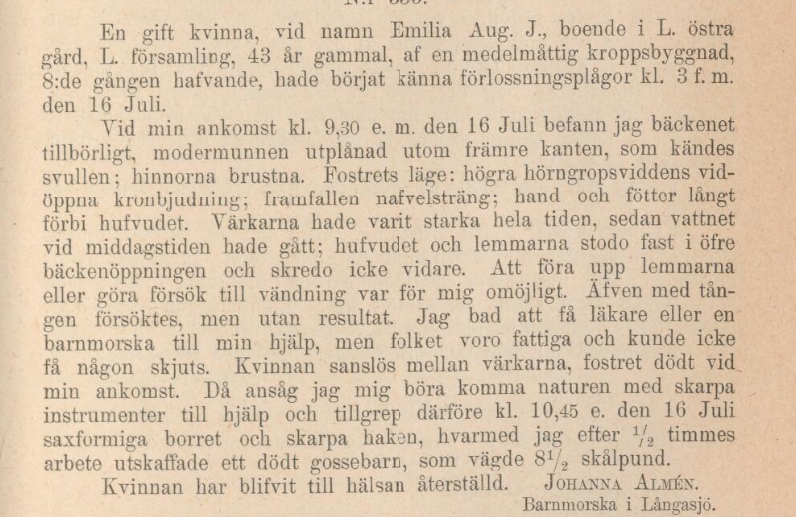 En gift kvinna, vid namn Emilia Aug. J., boende i L. östra
gård, L. församling, 43 år gammal, af en medelmåttig kroppsbyggnad,
8:de gången hafvande, hade börjat känna förlossningsplågor kl. 3 f. m.
den 16 Juli.
Vid min ankomst kl. 9,30 e. m. den 16 Juli befann jag bäckenet
tillbörligt, modermunnen utplånad utom främre kanten, som kändes
svullen; hinnorna brustna. Fostrets läge: högra hörngropsviddens vid-
öppna kronbjudning; framfallen nafvelsträng; hand och fötter långt
förbi hufvudet. Värkarna hade varit starka hela tiden, sedan vattnet
vid middagstiden hade gått; hufvudet och lemmarna stodo fast i öfre
bäckenöppningen och skredo icke vidare. Att föra upp lemmarna
eller göra försök till vändning var för mig omöjligt. Äfven med tån-
gen försöktes, men utan resultat. Jag bad att få läkare eller en
barnmorska till min hjälp, men folket voro fattiga och kunde icke
få någon skjuts. Kvinnan sanslös mellan värkarna, fostret dödt vid
min ankomst. Då ansåg jag mig böra komma naturen med skarpa
instrumenter till hjälp och tillgrep därföre kl. 10,45 e. den 16 Juli
saxformiga borret och skarpa haken, hvarmed jag efter 1/2 timmes
arbete utskaffade ett dödt gossebarn, som vägde 8 1/2 skålpund.
Kvinnan har blifvit till hälsan återställd. JOHANNA ALMÉN.
Barnmorska i Långasjö.